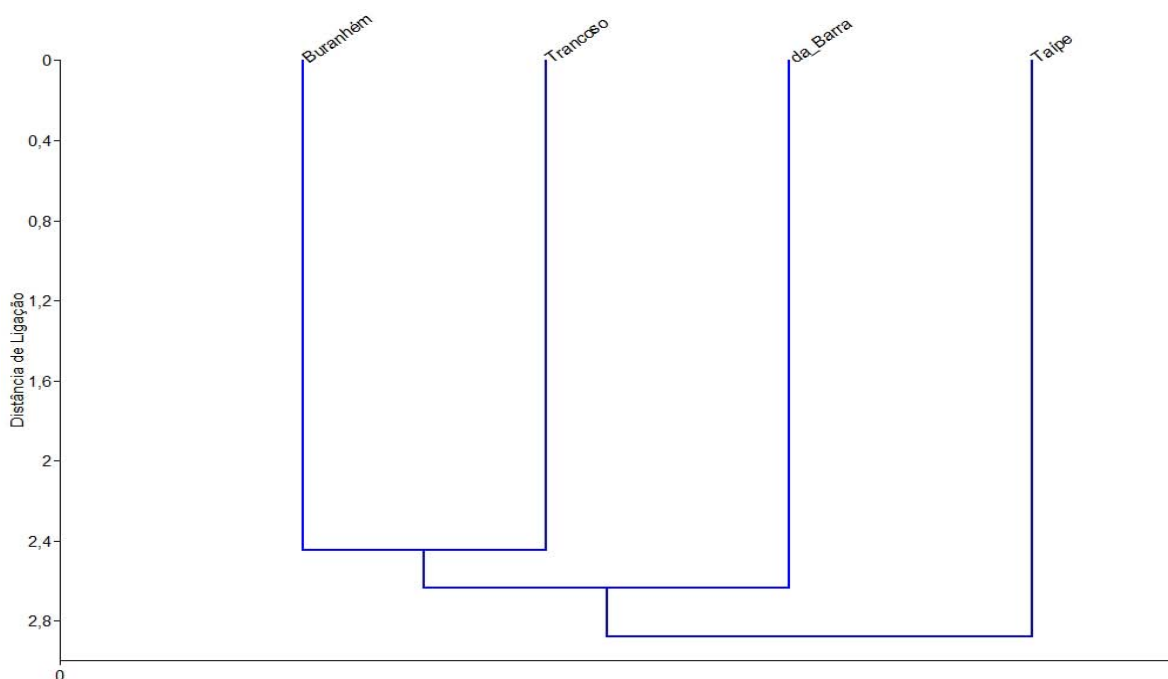 Buranhém
Trancoso
da_Barra
Taípe
0
0,4
0,8
1,2
1,6
2
2,4
2,8
Distância de Ligação
0